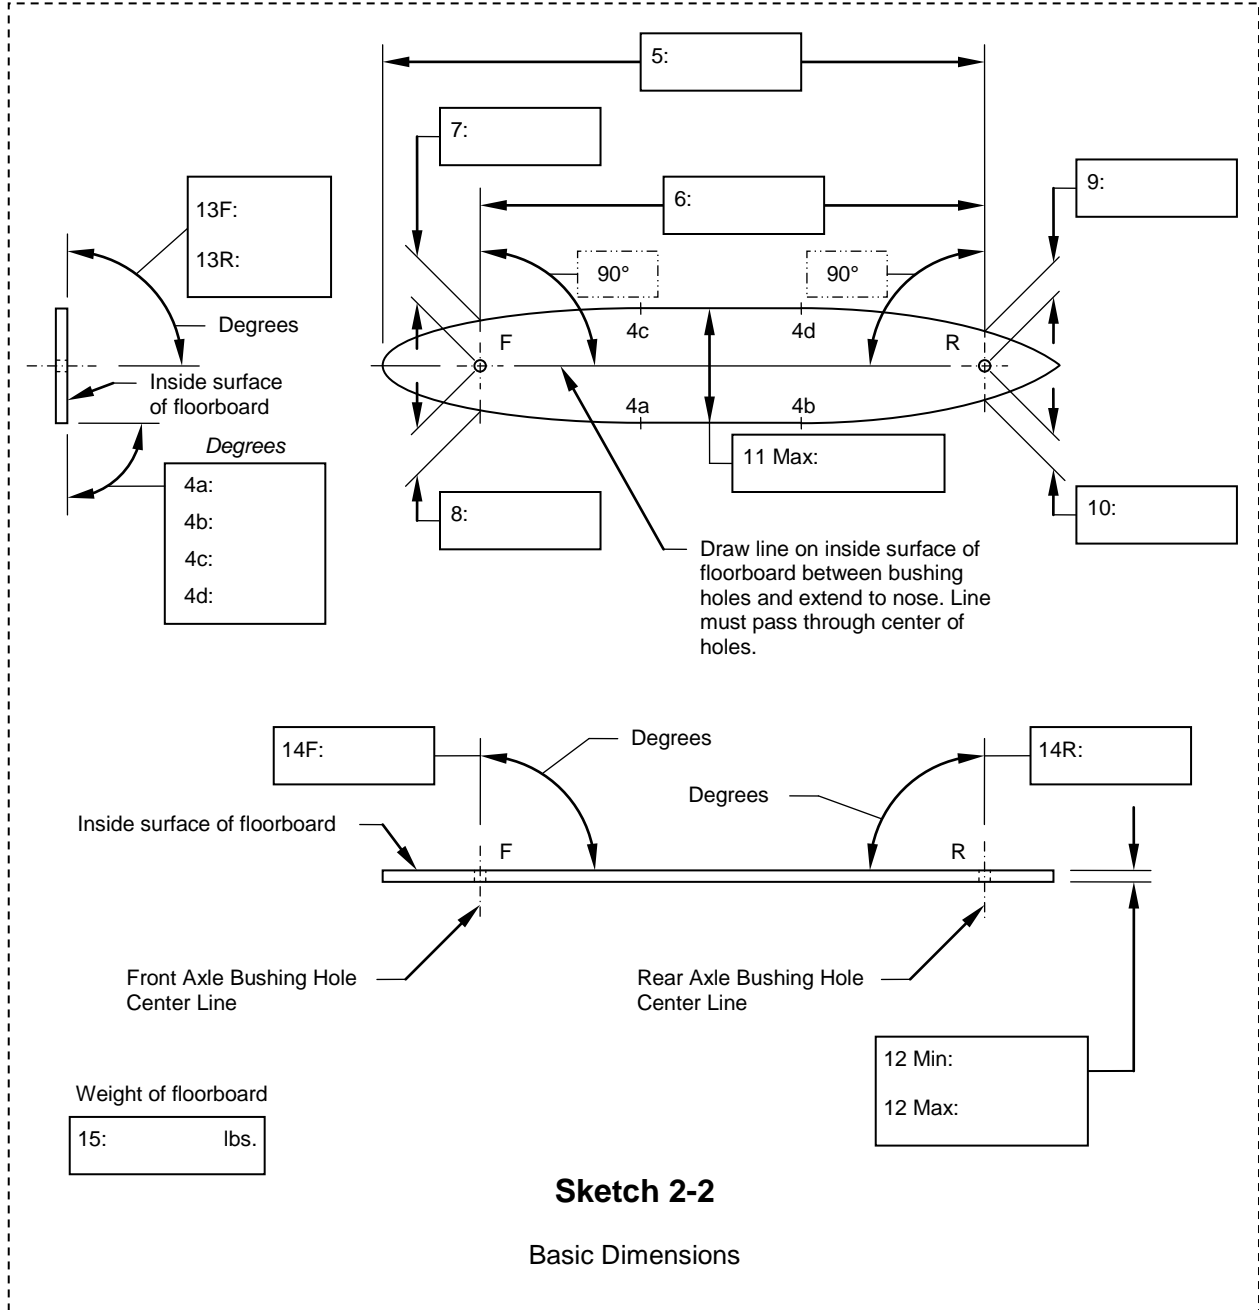 5:
7:
9:
6:
13F:
13R:
90°
90°
Degrees
F
4c
4d
R
Inside surface
of floorboard
4a
4b
Degrees
11 Max:
4a:
4b:
4c:
4d:
8:
10:
Draw line on inside surface of
floorboard between bushing
holes and extend to nose. Line
must pass through center of
holes.
14F:
Degrees
14R:
Degrees
Inside surface of floorboard
F
R
Front Axle Bushing Hole
Center Line
Rear Axle Bushing Hole
Center Line
12 Min:
12 Max:
Weight of floorboard
15: lbs.
Sketch 2-2
Basic Dimensions